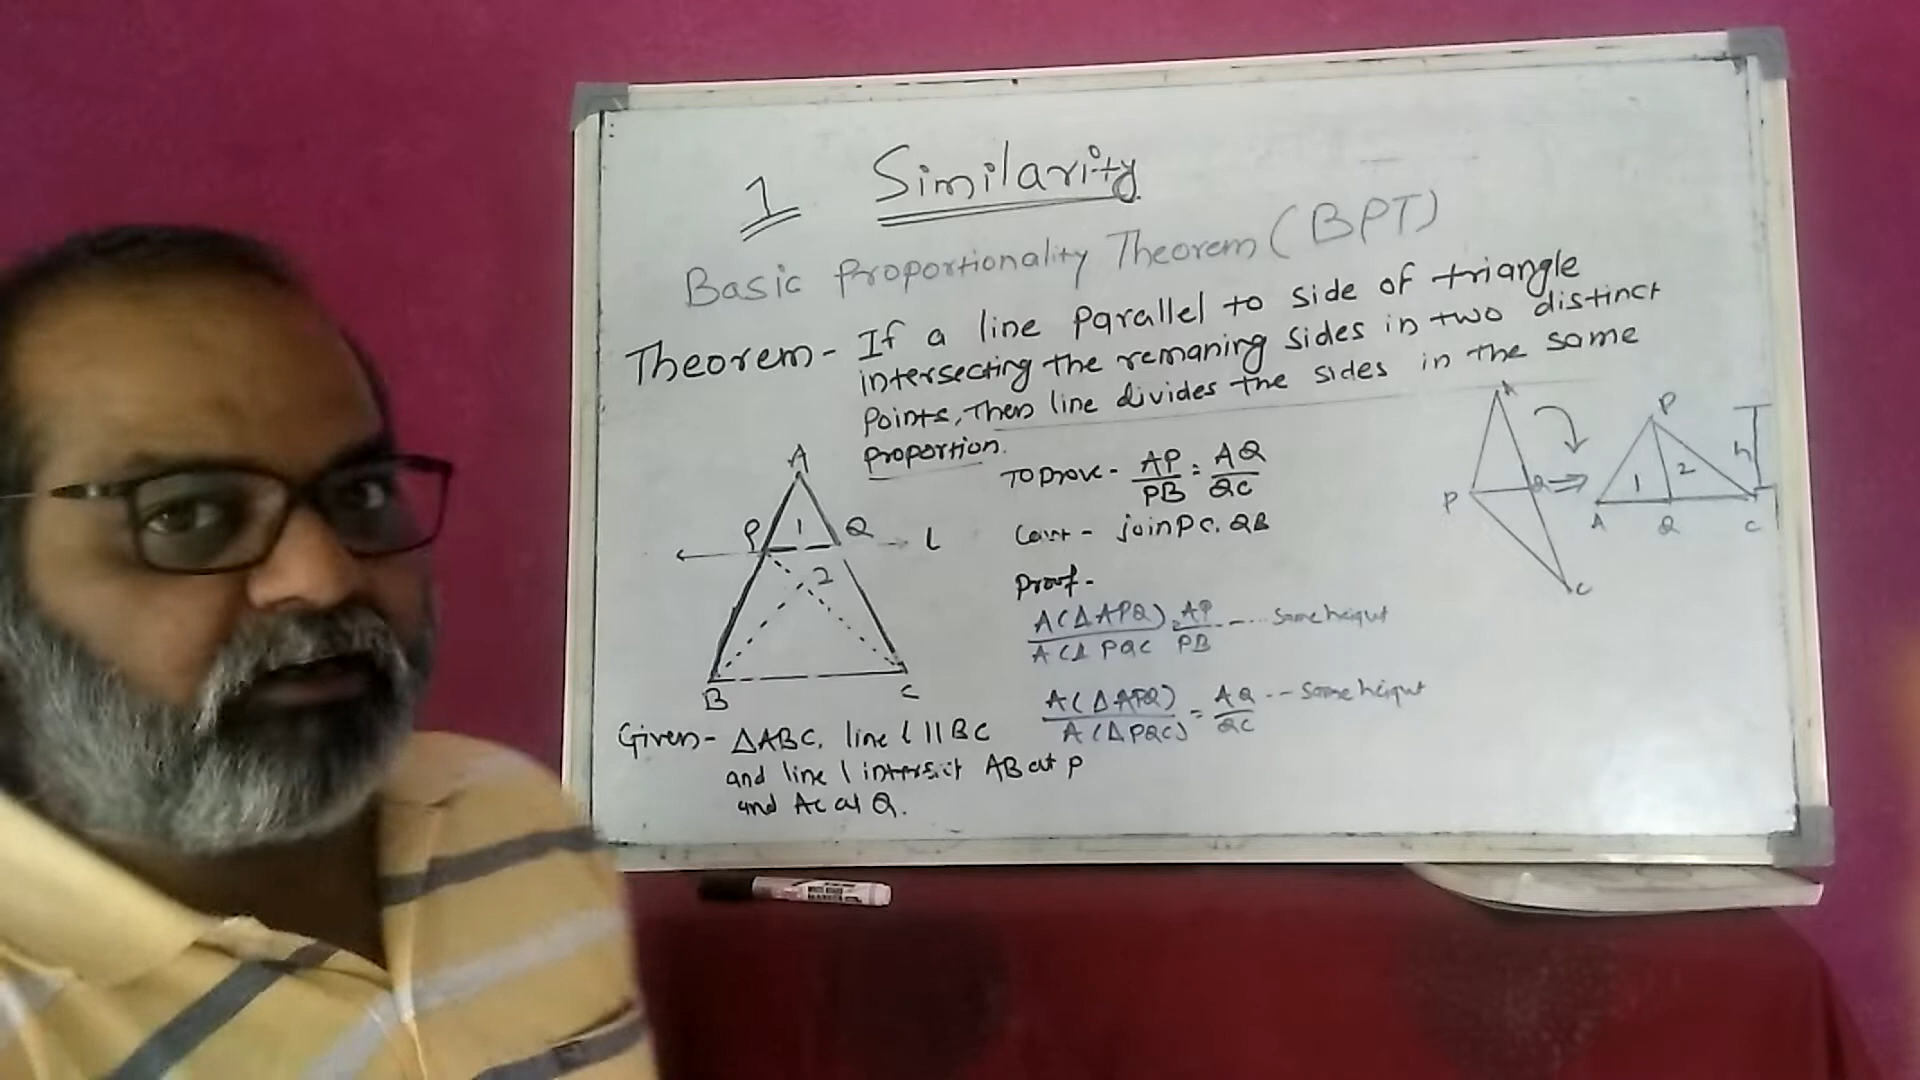 1 Similarity
Basic Proportionality Theorem (BPT)
Theorem- If a line parallel to side of triangle
intersecting the remaning sides in two distinct
points, Then line divides the sides in the same
proportion.
To prove - AP/PB = AQ/QC
Const - join PC, QB
Proof -
A(ΔAPQ)/A(Δ PQC = AP/PB ---- Same height
A(ΔAPQ)/A(ΔPQC) = AQ/QC --- Same height
A
P 1 Q l
2
B C
Given - ΔABC, line l || BC
and line l intersect AB at P
and AC at Q.
A
P Q
C
P
1 2 h
A Q C